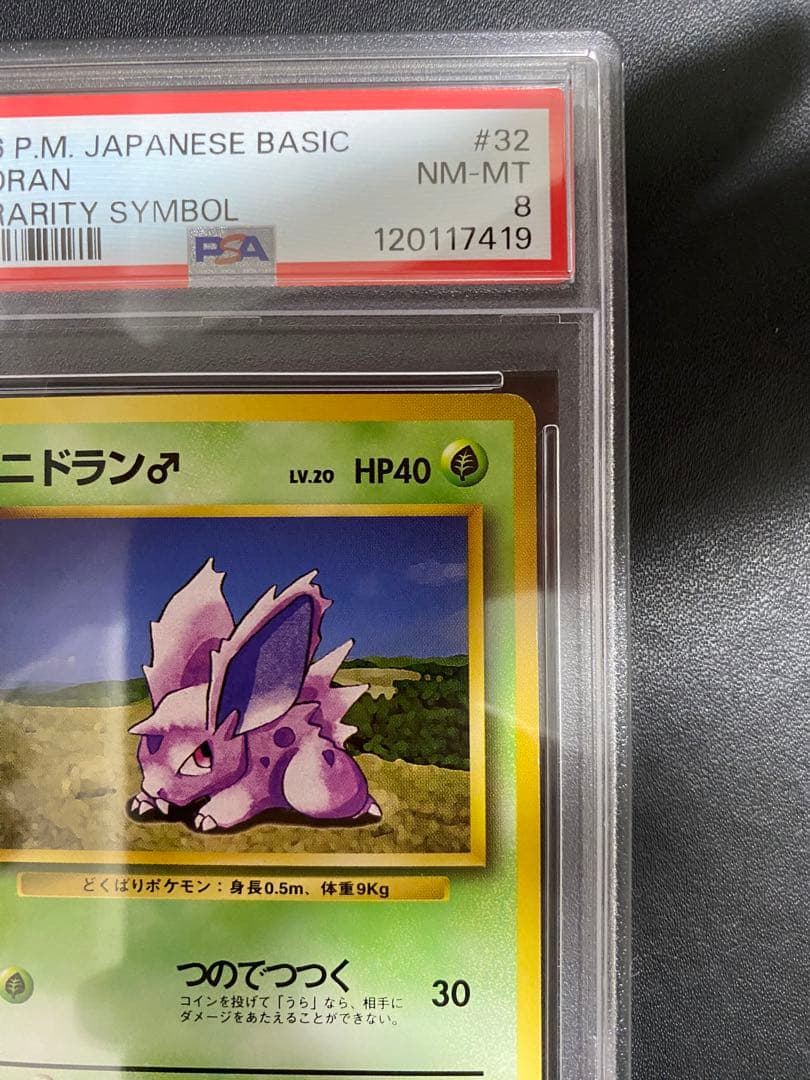 6 P.M. JAPANESE BASIC #32
ORAN NM-MT
RARITY SYMBOL 8
PSA 120117419
ニドラン♂ LV.20 HP40
どくばりポケモン：身長0.5m、体重9Kg
つのでつつく 30
コインを投げて「うら」なら、相手に
ダメージをあたえることができない。